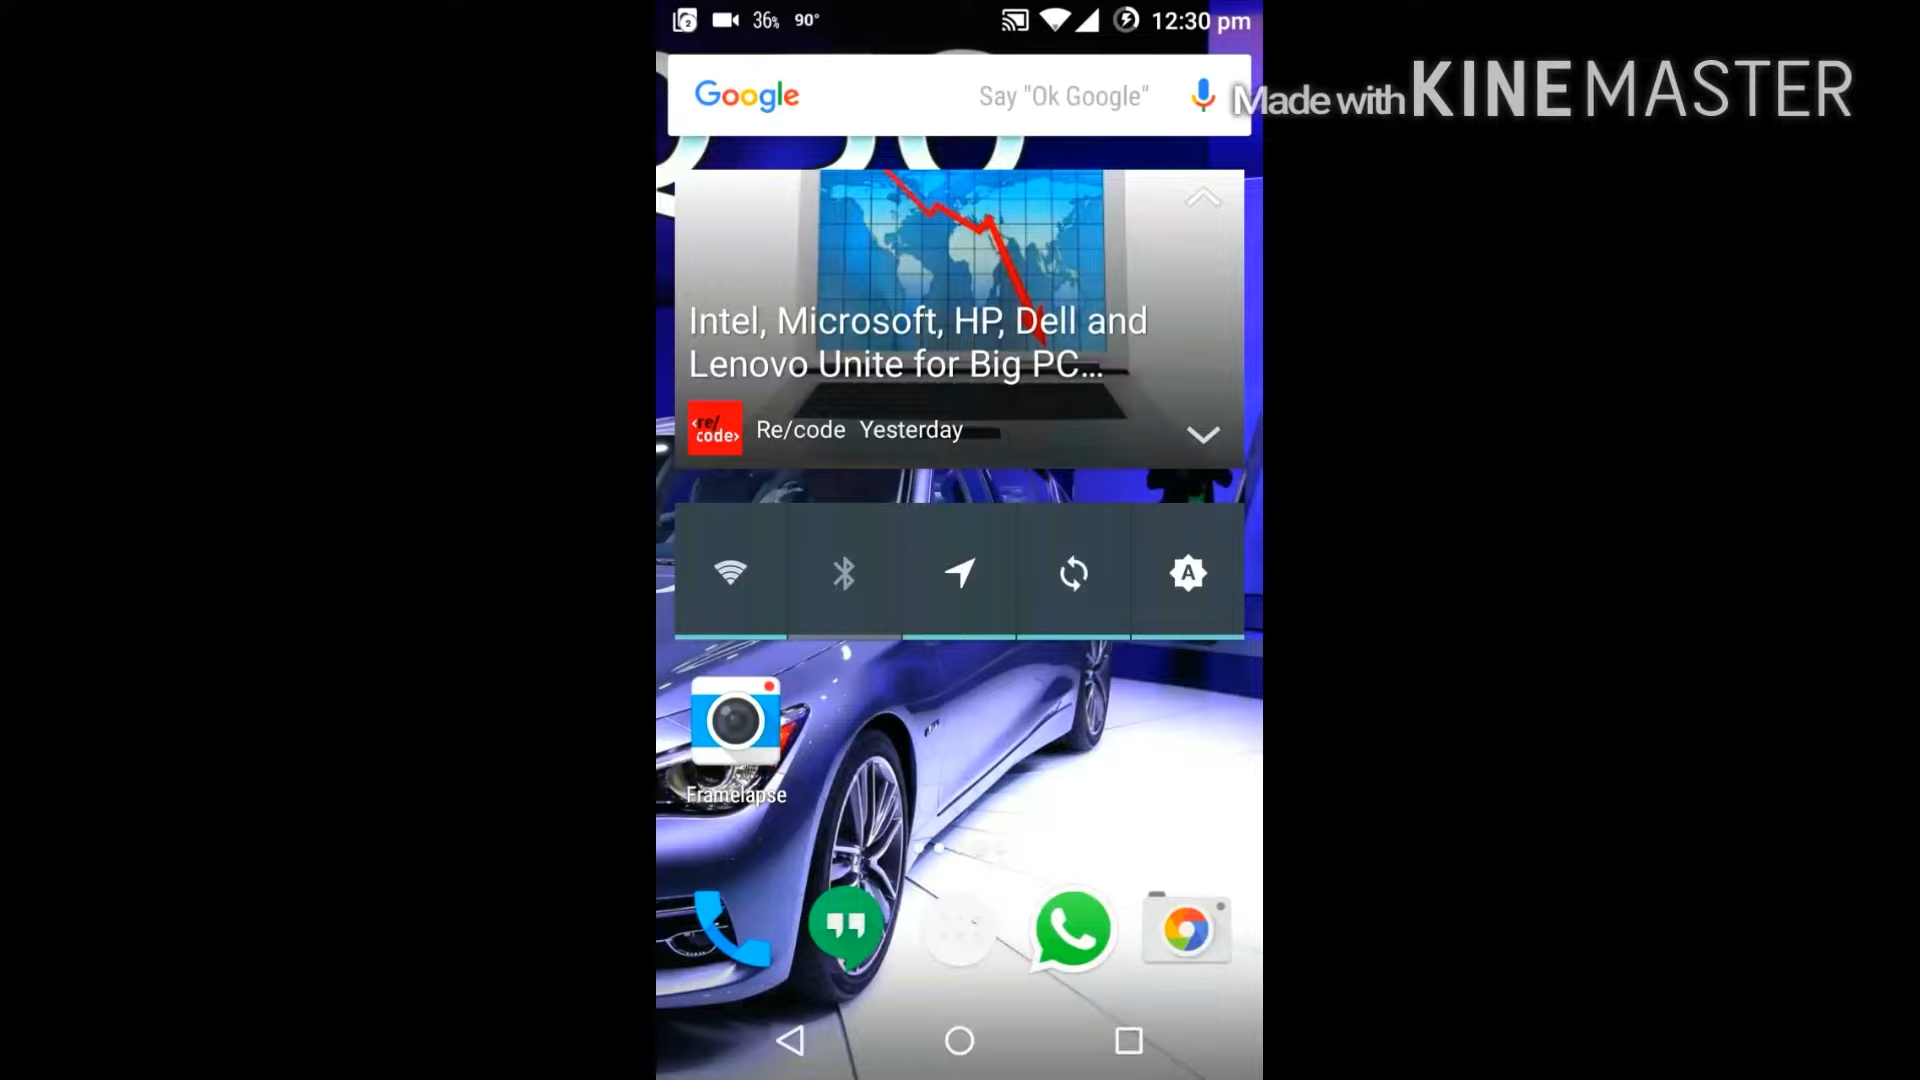 36% 90° 12:30 pm
Google Say "Ok Google"
Made with KINEMASTER
Intel, Microsoft, HP, Dell and
Lenovo Unite for Big PC...
<re/
code> Re/code Yesterday
A
Framelapse